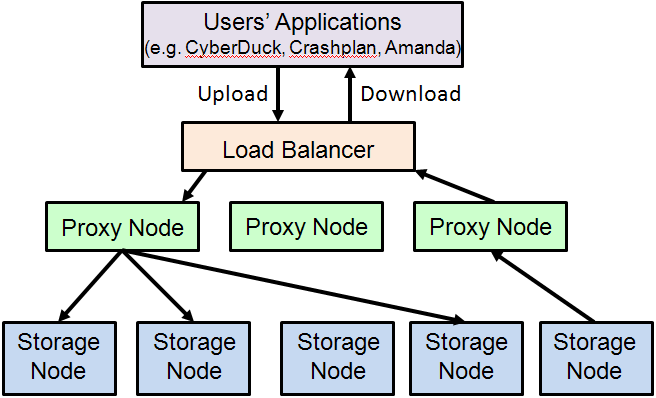 Users’ Applications
(e.g. CyberDuck, Crashplan, Amanda)
Upload
Download
Load Balancer
Proxy Node
Proxy Node
Proxy Node
Storage
Node
Storage
Node
Storage
Node
Storage
Node
Storage
Node